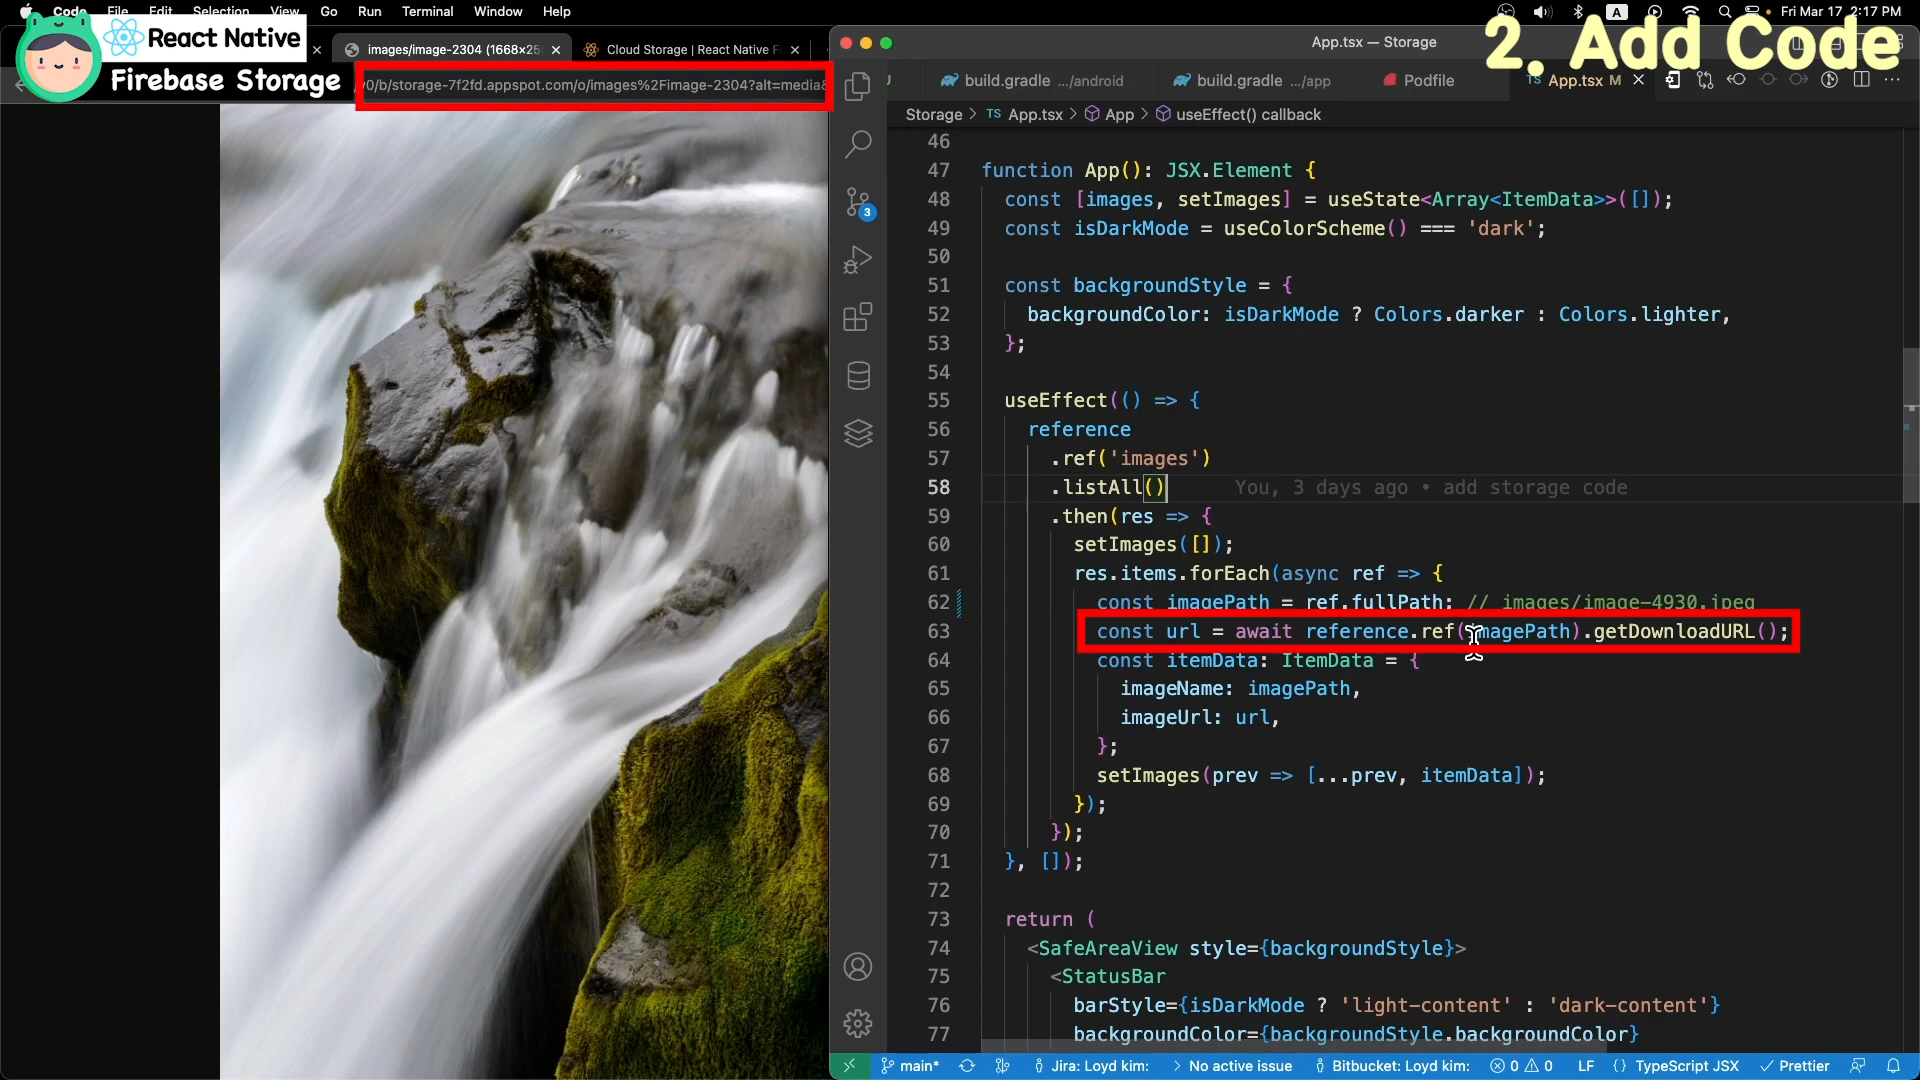 Code File Edit Selection View Go Run Terminal Window Help
A Fri Mar 17 2:17 PM
2. Add Code
React Native
Firebase Storage
images/image-2304 (1668×25
Cloud Storage | React Native F
/0/b/storage-7f2fd.appspot.com/o/images%2Fimage-2304?alt=media&
App.tsx — Storage
build.gradle .../android
build.gradle .../app
Podfile
TS App.tsx M
Storage > TS App.tsx > App > useEffect() callback
46
47 function App(): JSX.Element {
48 const [images, setImages] = useState<Array<ItemData>>([]);
49 const isDarkMode = useColorScheme() === 'dark';
50
51 const backgroundStyle = {
52 backgroundColor: isDarkMode ? Colors.darker : Colors.lighter,
53 };
54
55 useEffect(() => {
56 reference
57 .ref('images')
58 .listAll() You, 3 days ago • add storage code
59 .then(res => {
60 setImages([]);
61 res.items.forEach(async ref => {
62 const imagePath = ref.fullPath; // images/image-4930.jpeg
63 const url = await reference.ref(imagePath).getDownloadURL();
64 const itemData: ItemData = {
65 imageName: imagePath,
66 imageUrl: url,
67 };
68 setImages(prev => [...prev, itemData]);
69 });
70 });
71 }, []);
72
73 return (
74 <SafeAreaView style={backgroundStyle}>
75 <StatusBar
76 barStyle={isDarkMode ? 'light-content' : 'dark-content'}
77 backgroundColor={backgroundStyle.backgroundColor}
3
main* Jira: Loyd kim: No active issue Bitbucket: Loyd kim: 0 0 LF {} TypeScript JSX Prettier